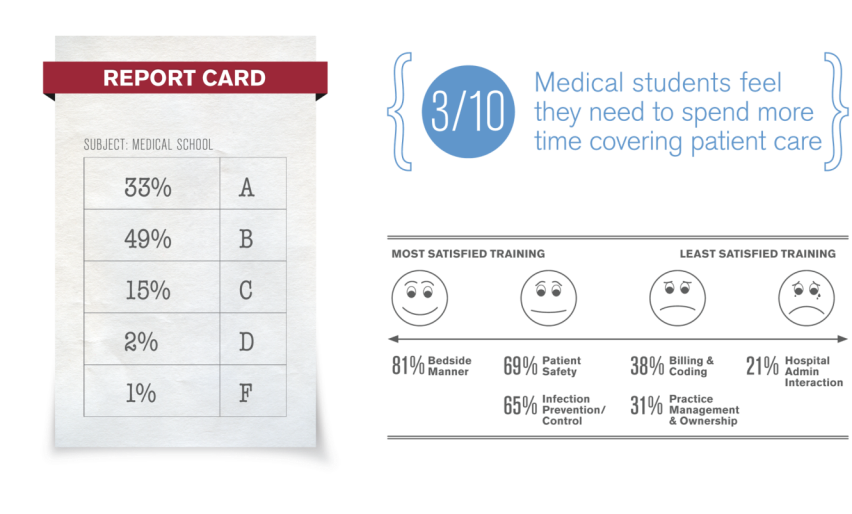 REPORT CARD
SUBJECT: MEDICAL SCHOOL
33% A
49% B
15% C
2% D
1% F
3/10
Medical students feel
they need to spend more
time covering patient care
MOST SATISFIED TRAINING
LEAST SATISFIED TRAINING
81% Bedside
Manner
69% Patient
Safety
65% Infection
Prevention/
Control
38% Billing &
Coding
31% Practice
Management
& Ownership
21% Hospital
Admin
Interaction